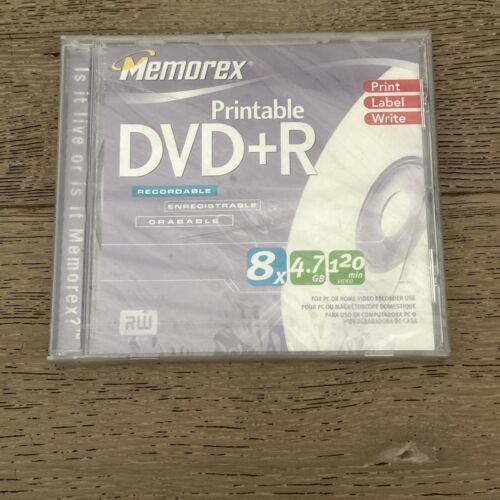 Is it live or is it Memorex?™
Memorex®
Printable
DVD+R
Print
Label
Write
RECORDABLE
ENREGISTRABLE
GRABABLE
8x
4.7 GB
120 min VIDEO
FOR PC OR HOME VIDEO RECORDER USE
POUR PC OU MAGNÉTOSCOPE DOMESTIQUE
PARA USO EN COMPUTADORA PC O
VIDEOGRABADORA DE CASA
RW